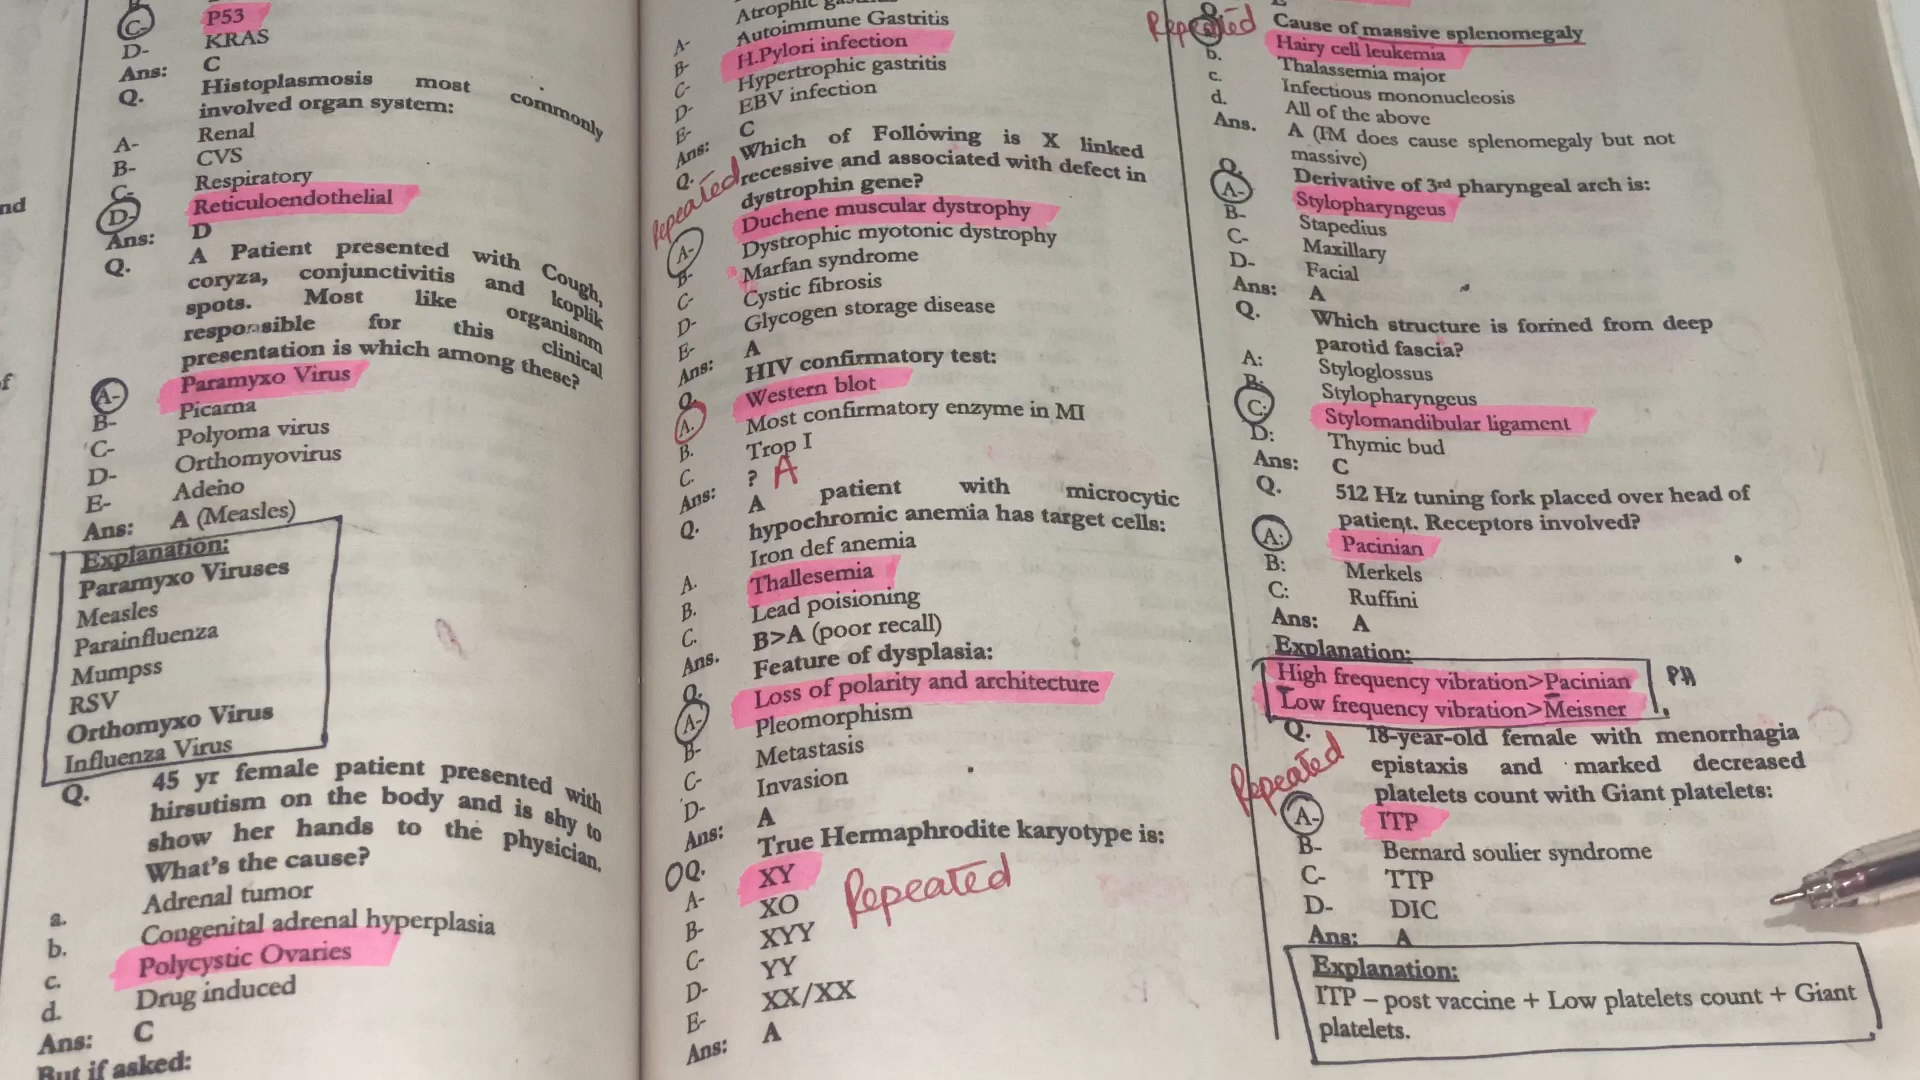 C- P53
D- KRAS
Ans: C
Q. Histoplasmosis most commonly
involved organ system:
A- Renal
B- CVS
C- Respiratory
D- Reticuloendothelial
Ans: D
Q. A Patient presented with Cough,
coryza, conjunctivitis and koplik
spots. Most like organisnm
responsible for this clinical
presentation is which among these?
A- Paramyxo Virus
B- Picarna
C- Polyoma virus
D- Orthomyovirus
E- Adeno
Ans: A (Measles)
Explanation:
Paramyxo Viruses
Measles
Parainfluenza
Mumpss
RSV
Orthomyxo Virus
Influenza Virus
Q. 45 yr female patient presented with
hirsutism on the body and is shy to
show her hands to the physician.
What's the cause?
a. Adrenal tumor
b. Congenital adrenal hyperplasia
c. Polycystic Ovaries
d. Drug induced
Ans: C
But if asked:
Atrophic
A- Autoimmune Gastritis
B- H.Pylori infection
C- Hypertrophic gastritis
D- EBV infection
E-
Ans: C
Q. Which of Following is X linked
Repeated recessive and associated with defect in
dystrophin gene?
A- Duchene muscular dystrophy
B- Dystrophic myotonic dystrophy
C- Marfan syndrome
D- Cystic fibrosis
E- Glycogen storage disease
Ans: A
Q. HIV confirmatory test:
A. Western blot
B. Most confirmatory enzyme in MI
C. Trop I
Ans: ? A
Q. A patient with microcytic
hypochromic anemia has target cells:
A. Iron def anemia
B. Thallesemia
C. Lead poisioning
Ans. B>A (poor recall)
Q. Feature of dysplasia:
A- Loss of polarity and architecture
B- Pleomorphism
C- Metastasis
D- Invasion
Ans: A
Q. True Hermaphrodite karyotype is:
A- XY
B- XO Repeated
C- XYY
D- YY
E- XX/XX
Ans: A
Repeated
Q. Cause of massive splenomegaly
a. Hairy cell leukemia
b. Thalassemia major
c. Infectious mononucleosis
d. All of the above
Ans. A (IM does cause splenomegaly but not
massive)
Q. Derivative of 3rd pharyngeal arch is:
A- Stylopharyngeus
B- Stapedius
C- Maxillary
D- Facial
Ans: A
Q. Which structure is formed from deep
parotid fascia?
A: Styloglossus
B: Stylopharyngeus
C: Stylomandibular ligament
D: Thymic bud
Ans: C
Q. 512 Hz tuning fork placed over head of
patient. Receptors involved?
A: Pacinian
B: Merkels
C: Ruffini
Ans: A
Explanation:
High frequency vibration>Pacinian PH
Low frequency vibration>Meisner
Q. 18-year-old female with menorrhagia
Repeated epistaxis and marked decreased
platelets count with Giant platelets:
A- ITP
B- Bernard soulier syndrome
C- TTP
D- DIC
Ans: A
Explanation:
ITP – post vaccine + Low platelets count + Giant
platelets.